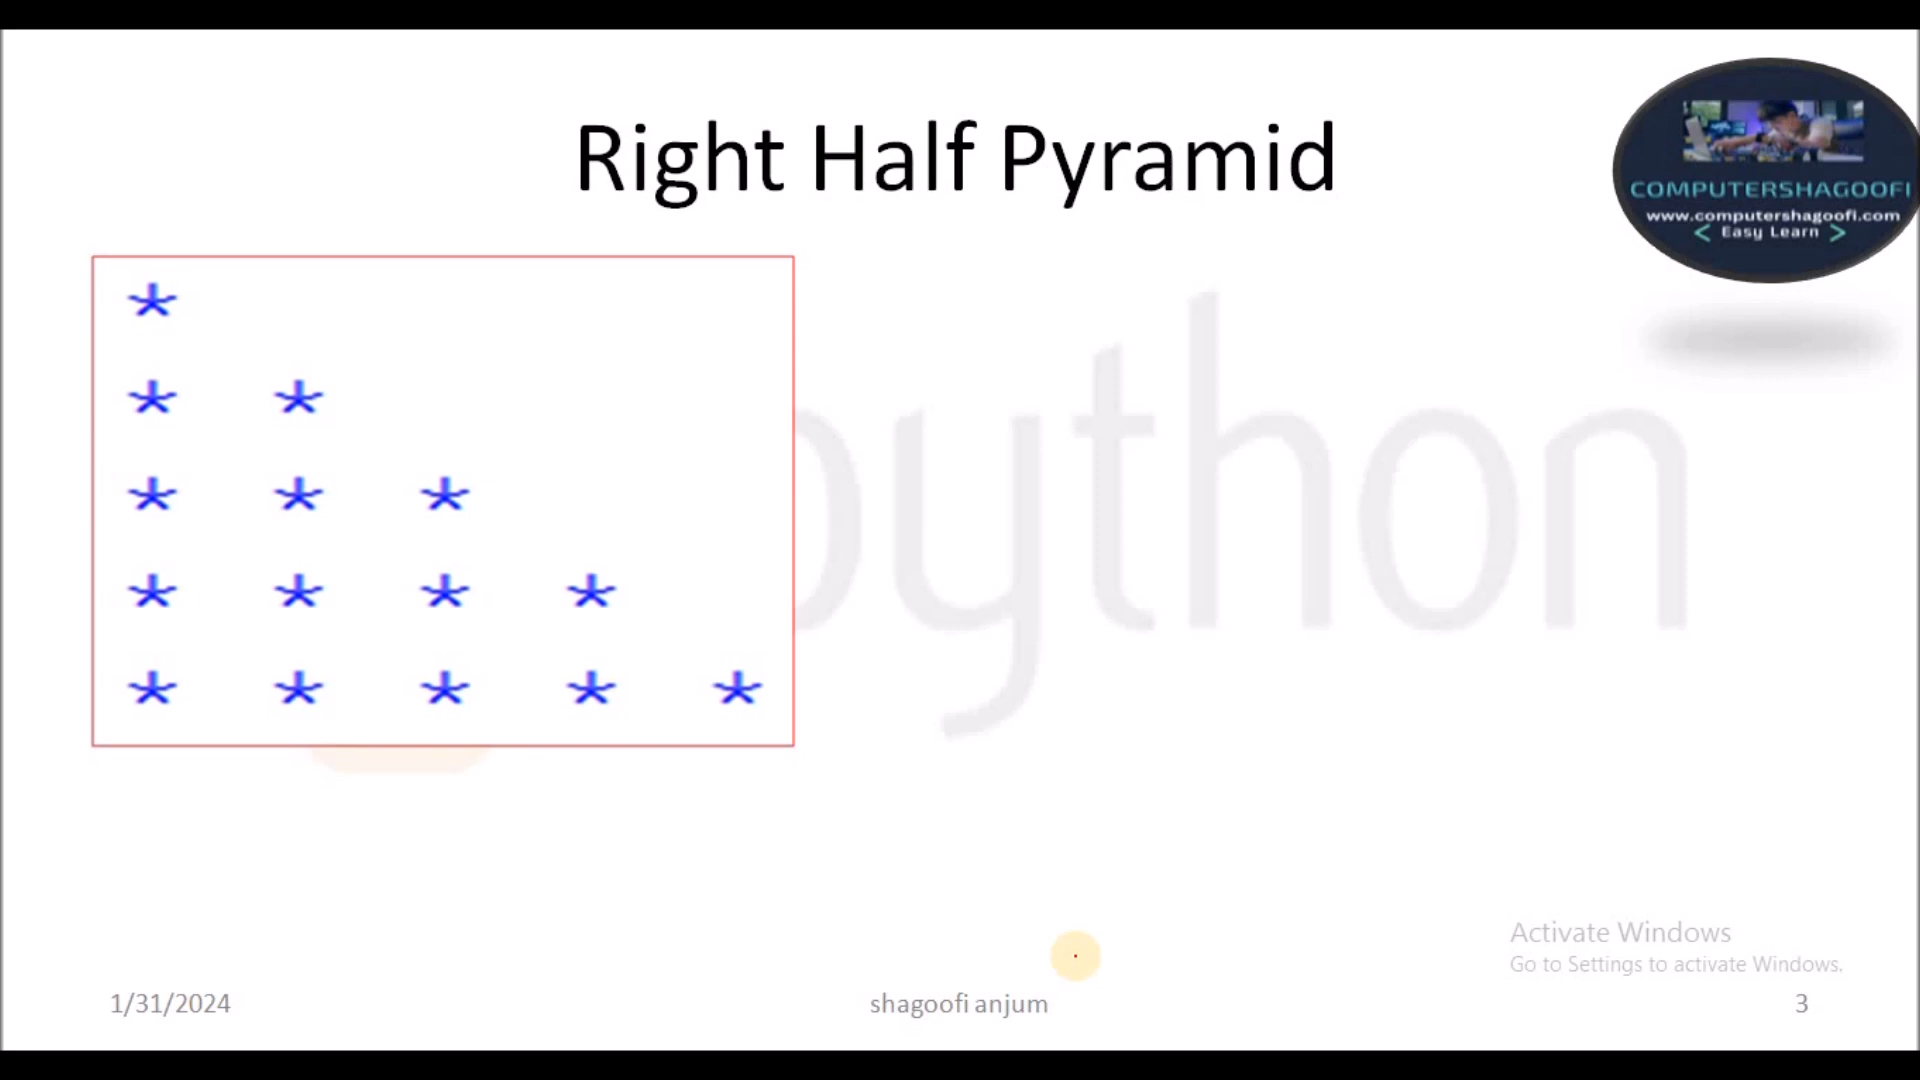 Right Half Pyramid
COMPUTERSHAGOOFI
www.computershagoofi.com
< Easy Learn >
*
* *
* * *
* * * *
* * * * *
python
Activate Windows
Go to Settings to activate Windows.
1/31/2024
shagoofi anjum
3